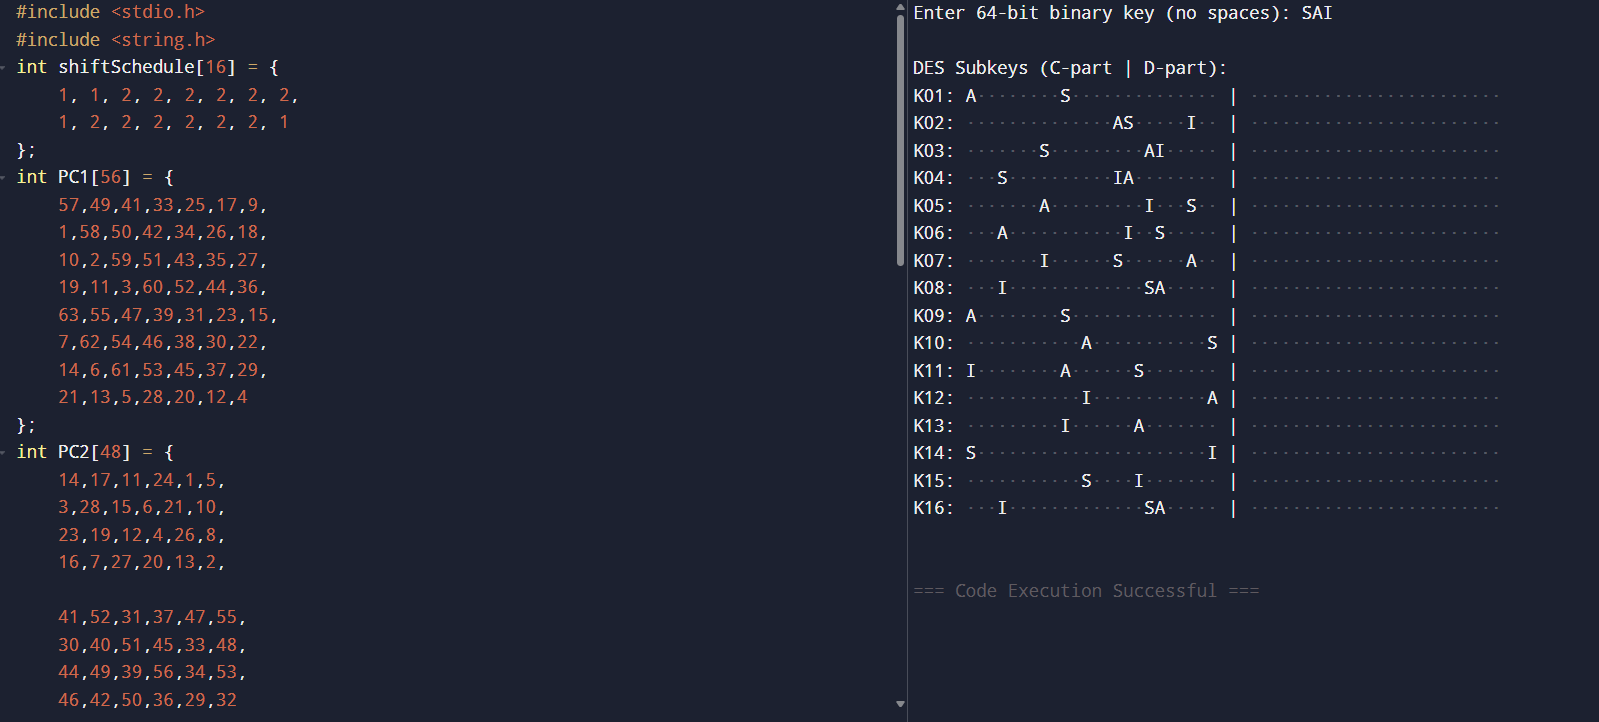 #include <stdio.h>
#include <string.h>
int shiftSchedule[16] = {
1, 1, 2, 2, 2, 2, 2, 2,
1, 2, 2, 2, 2, 2, 2, 1
};
int PC1[56] = {
57,49,41,33,25,17,9,
1,58,50,42,34,26,18,
10,2,59,51,43,35,27,
19,11,3,60,52,44,36,
63,55,47,39,31,23,15,
7,62,54,46,38,30,22,
14,6,61,53,45,37,29,
21,13,5,28,20,12,4
};
int PC2[48] = {
14,17,11,24,1,5,
3,28,15,6,21,10,
23,19,12,4,26,8,
16,7,27,20,13,2,
41,52,31,37,47,55,
30,40,51,45,33,48,
44,49,39,56,34,53,
46,42,50,36,29,32
Enter 64-bit binary key (no spaces): SAI
DES Subkeys (C-part | D-part):
K01: A········S·············· | ························
K02: ··············AS·····I·· | ························
K03: ·······S·········AI····· | ························
K04: ···S··········IA········ | ························
K05: ·······A·········I···S·· | ························
K06: ···A···········I··S····· | ························
K07: ·······I······S······A·· | ························
K08: ···I·············SA····· | ························
K09: A········S·············· | ························
K10: ···········A···········S | ························
K11: I········A······S······· | ························
K12: ···········I···········A | ························
K13: ·········I······A······· | ························
K14: S······················I | ························
K15: ···········S····I······· | ························
K16: ···I·············SA····· | ························
=== Code Execution Successful ===